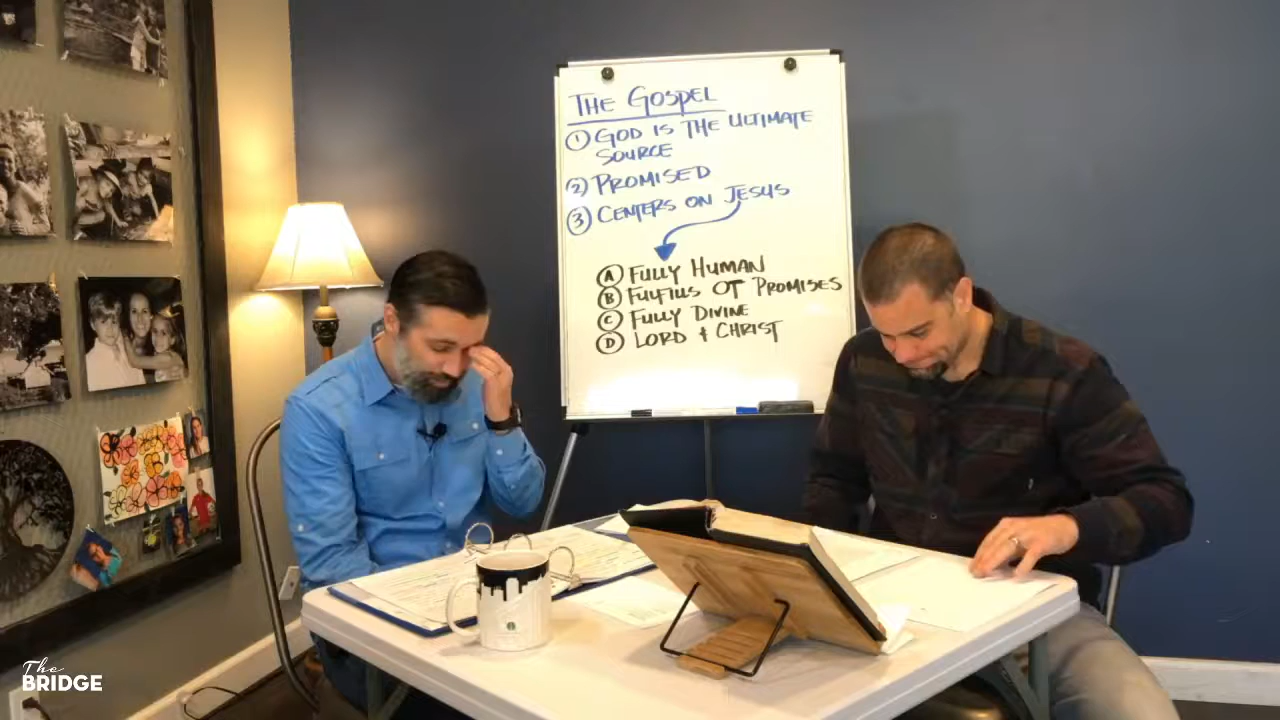 THE GOSPEL
① GOD IS THE ULTIMATE
SOURCE
② PROMISED
③ CENTERS ON JESUS
Ⓐ FULLY HUMAN
Ⓑ FULFILLS OT PROMISES
Ⓒ FULLY DIVINE
Ⓓ LORD & CHRIST
The
BRIDGE